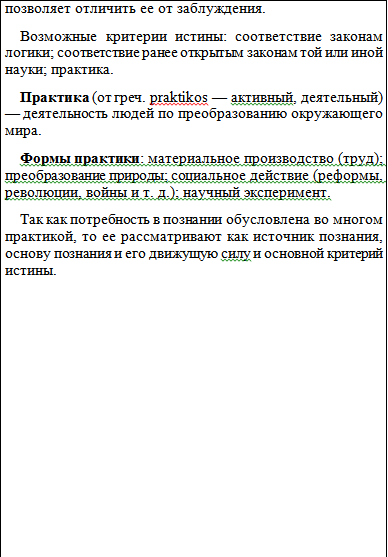 позволяет отличить ее от заблуждения.
Возможные критерии истины: соответствие законам
логики; соответствие ранее открытым законам той или иной
науки; практика.
Практика (от греч. praktikos — активный, деятельный)
— деятельность людей по преобразованию окружающего
мира.
Формы практики: материальное производство (труд);
преобразование природы; социальное действие (реформы,
революции, войны и т. д.); научный эксперимент.
Так как потребность в познании обусловлена во многом
практикой, то ее рассматривают как источник познания,
основу познания и его движущую силу и основной критерий
истины.